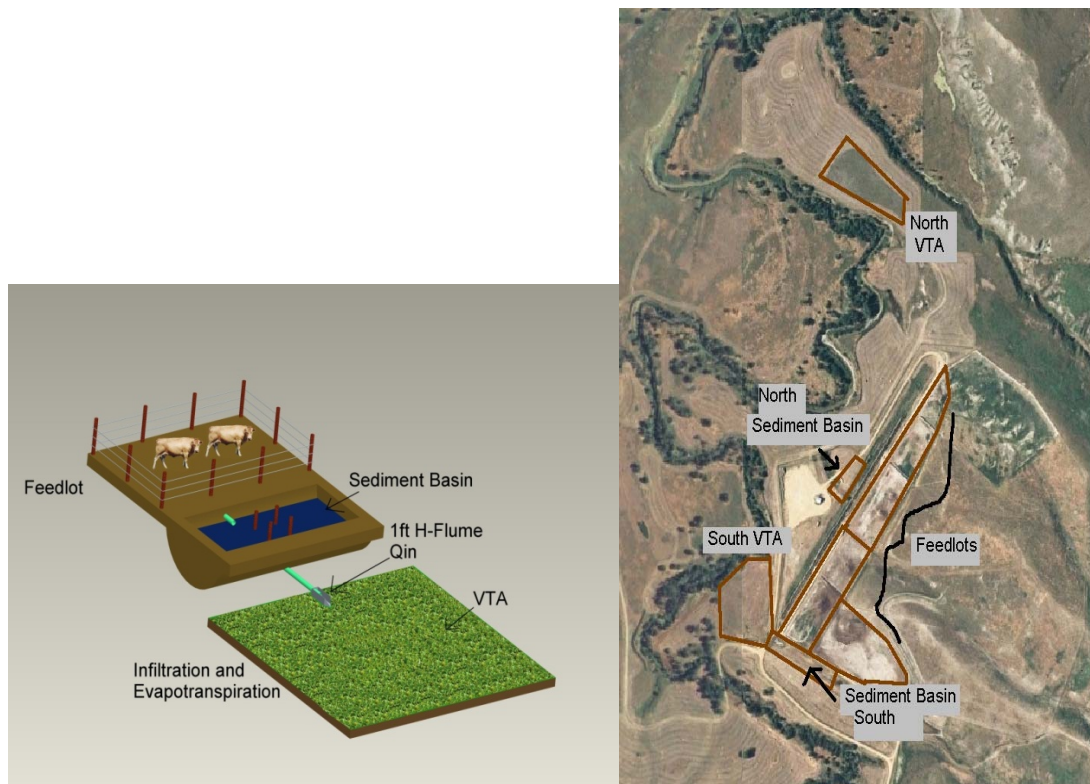 Feedlot
Sediment Basin
1ft H-Flume
Qin
VTA
Infiltration and
Evapotranspiration
North
VTA
North
Sediment Basin
South VTA
Feedlots
Sediment Basin
South